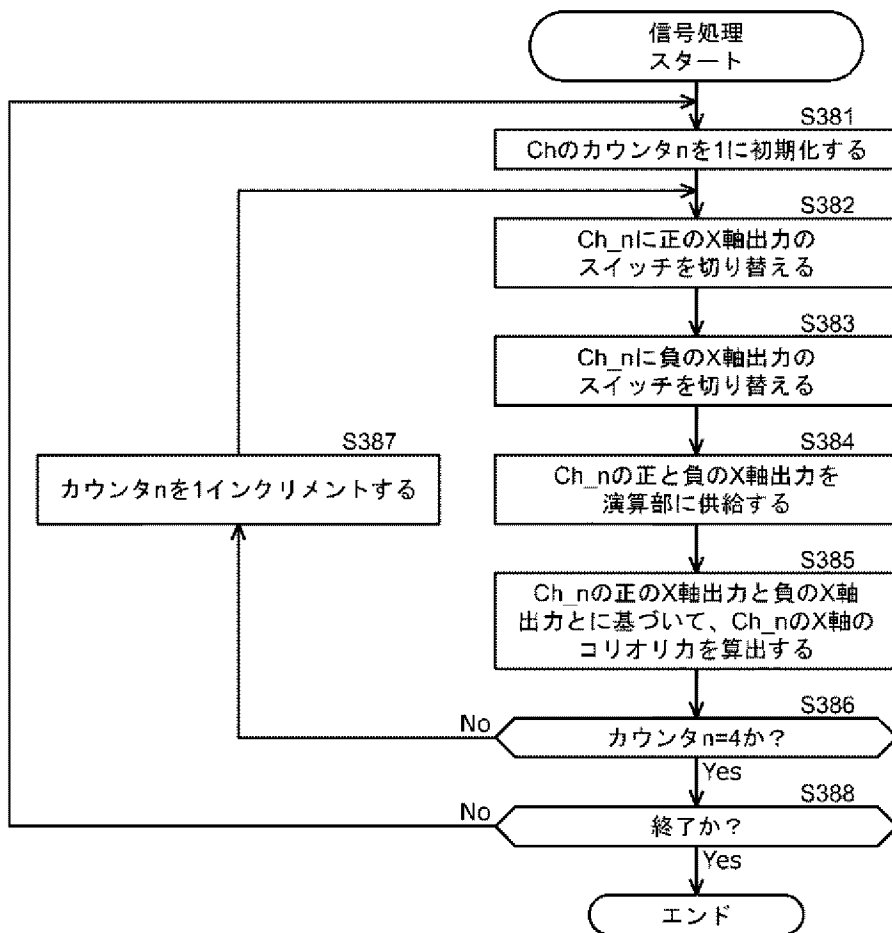 信号処理
スタート
S381
Chのカウンタnを1に初期化する
S382
Ch_nに正のX軸出力の
スイッチを切り替える
S383
Ch_nに負のX軸出力の
スイッチを切り替える
S387
カウンタnを1インクリメントする
S384
Ch_nの正と負のX軸出力を
演算部に供給する
S385
Ch_nの正のX軸出力と負のX軸
出力とに基づいて、Ch_nのX軸の
コリオリ力を算出する
S386
No
カウンタn=4か?
Yes
S388
No
終了か?
Yes
エンド